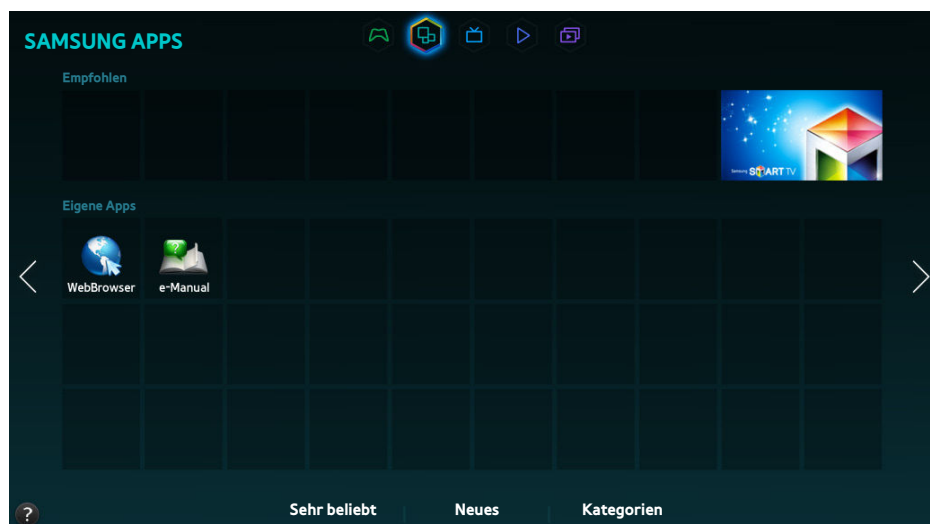 SAMSUNG APPS
Empfohlen
Samsung SMART TV
Eigene Apps
WebBrowser
e-Manual
?
Sehr beliebt
Neues
Kategorien